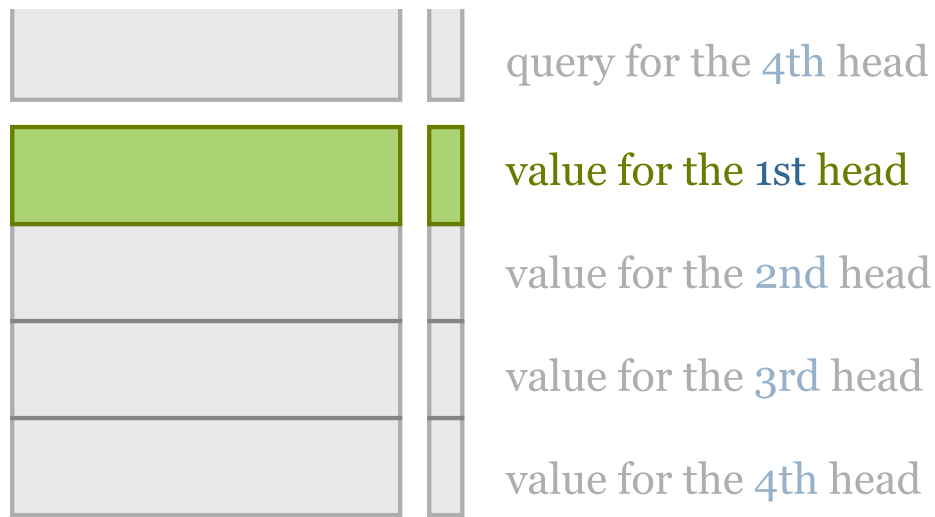 query for the 4th head
value for the 1st head
value for the 2nd head
value for the 3rd head
value for the 4th head